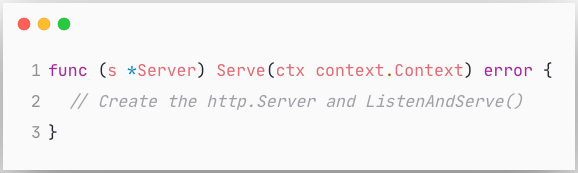 1 func (s *Server) Serve(ctx context.Context) error {
2 // Create the http.Server and ListenAndServe()
3 }